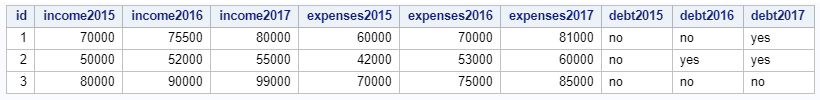 id income2015 income2016 income2017 expenses2015 expenses2016 expenses2017 debt2015 debt2016 debt2017
1 70000 75500 80000 60000 70000 81000 no no yes
2 50000 52000 55000 42000 53000 60000 no yes yes
3 80000 90000 99000 70000 75000 85000 no no no